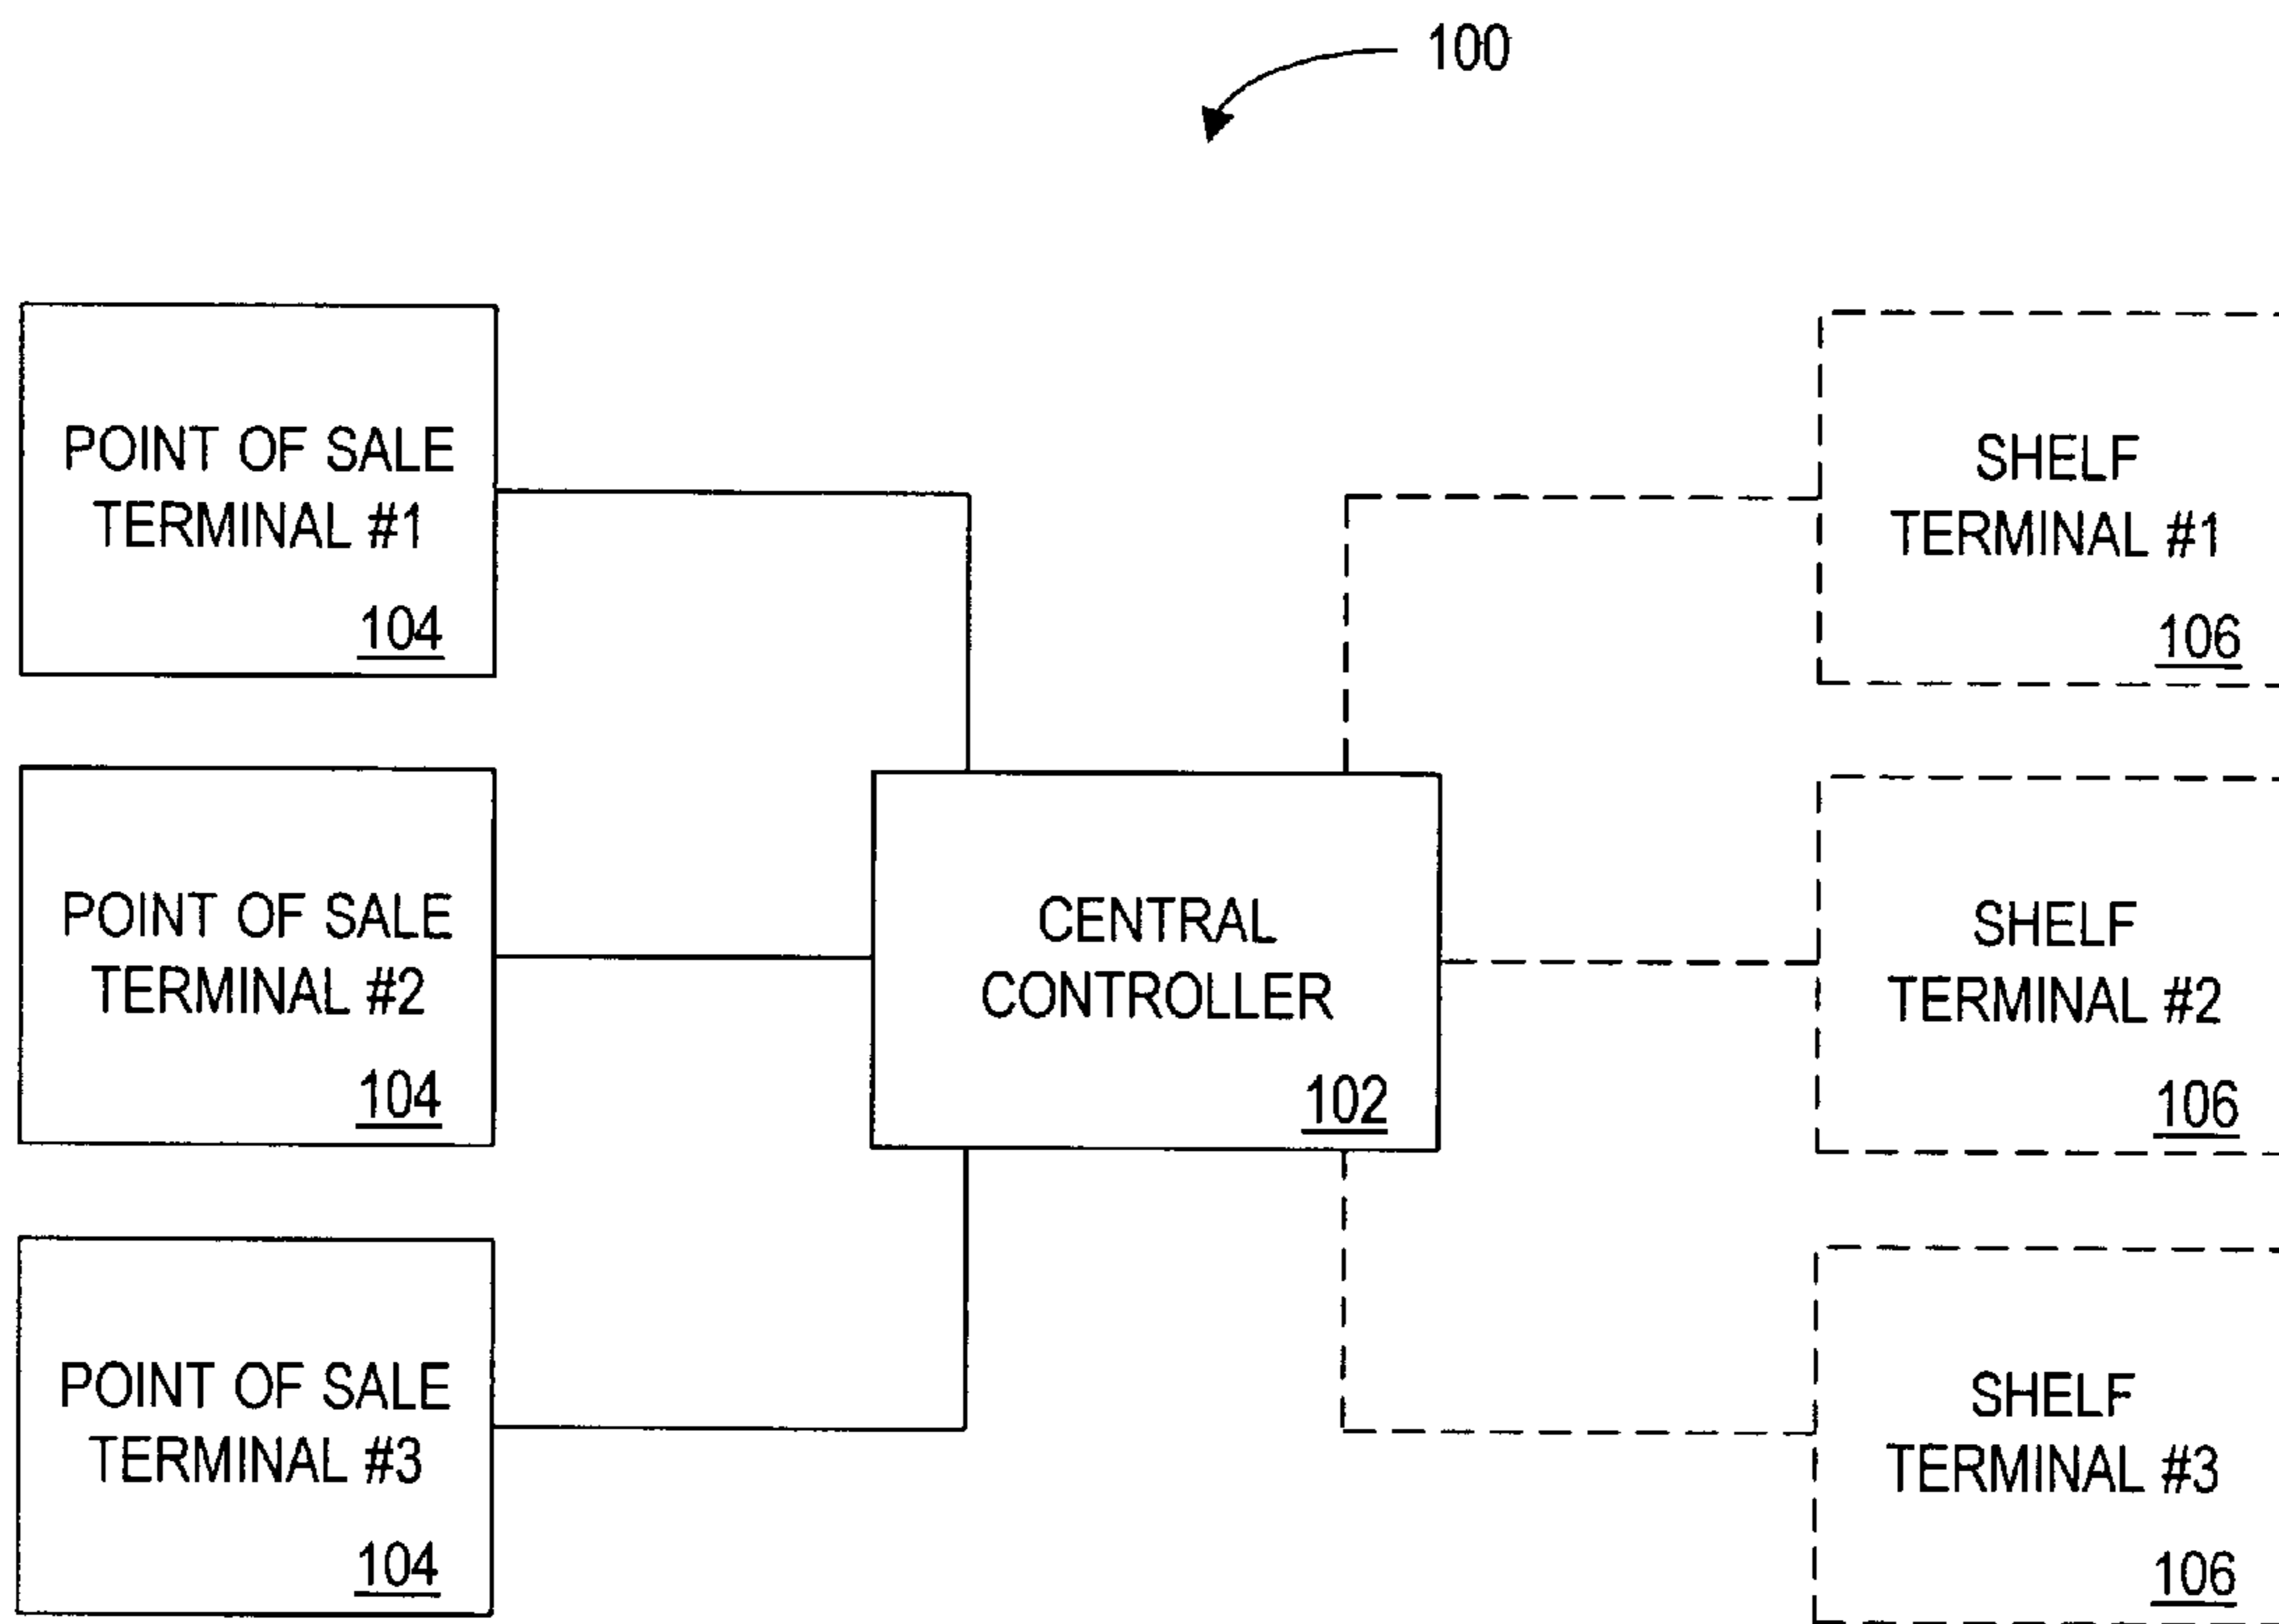 100
POINT OF SALE
TERMINAL #1
104
SHELF
TERMINAL #1
106
POINT OF SALE
TERMINAL #2
104
CENTRAL
CONTROLLER
102
SHELF
TERMINAL #2
106
POINT OF SALE
TERMINAL #3
104
SHELF
TERMINAL #3
106